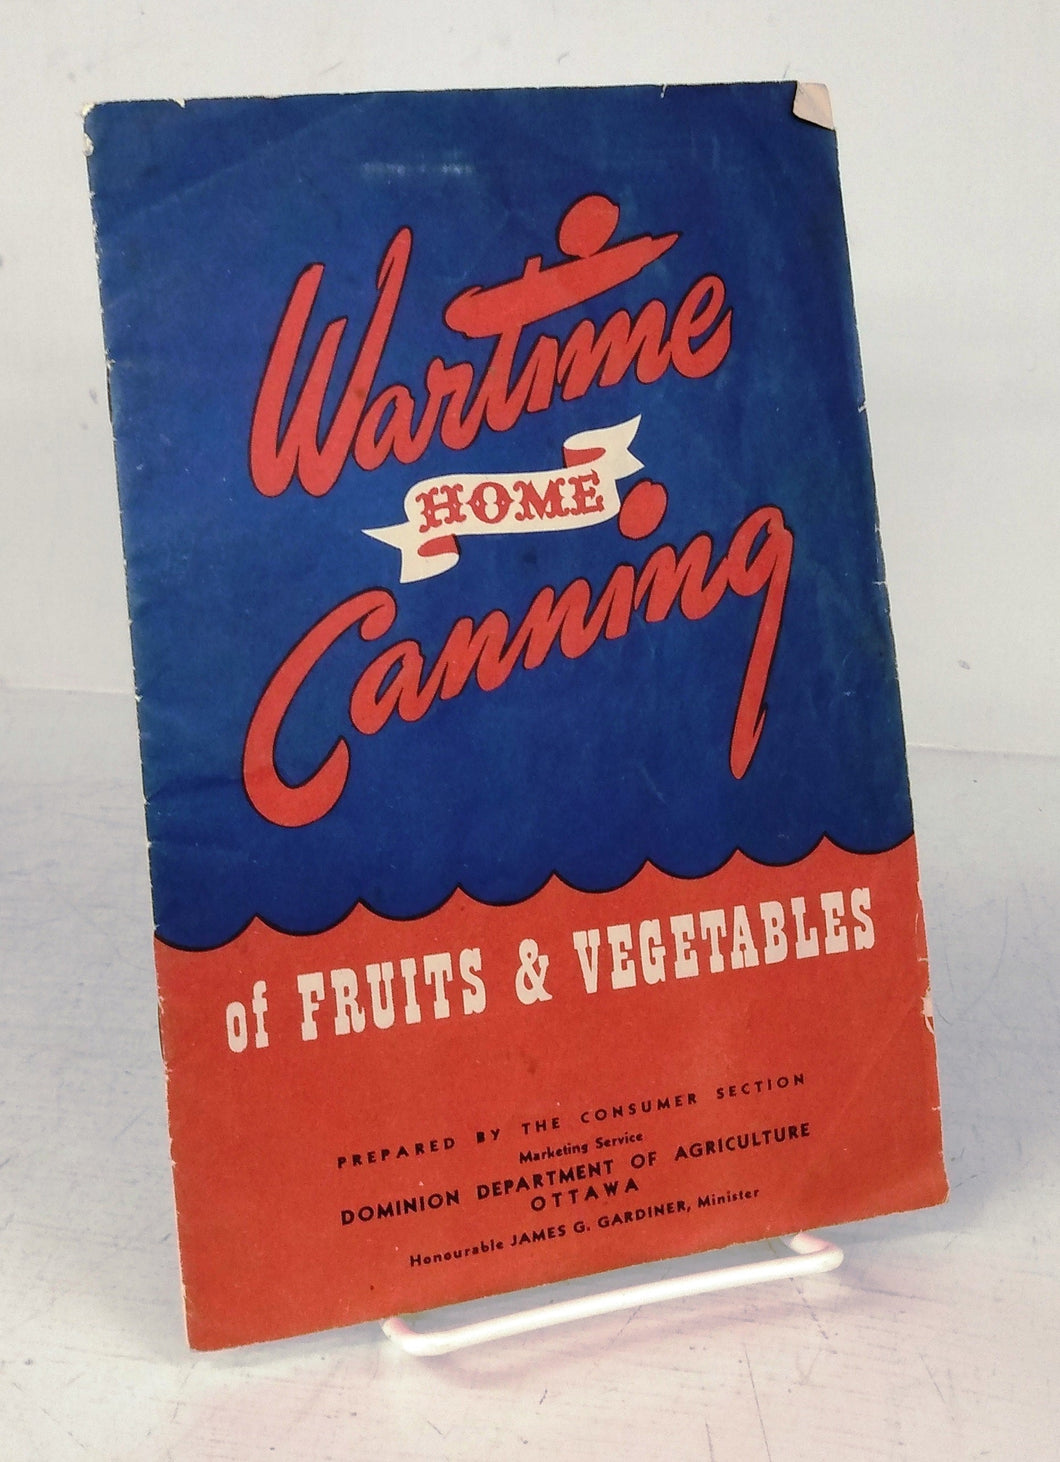 Wartime
HOME
Canning
of FRUITS & VEGETABLES
PREPARED BY THE CONSUMER SECTION
Marketing Service
DOMINION DEPARTMENT OF AGRICULTURE
OTTAWA
Honourable JAMES G. GARDINER, Minister